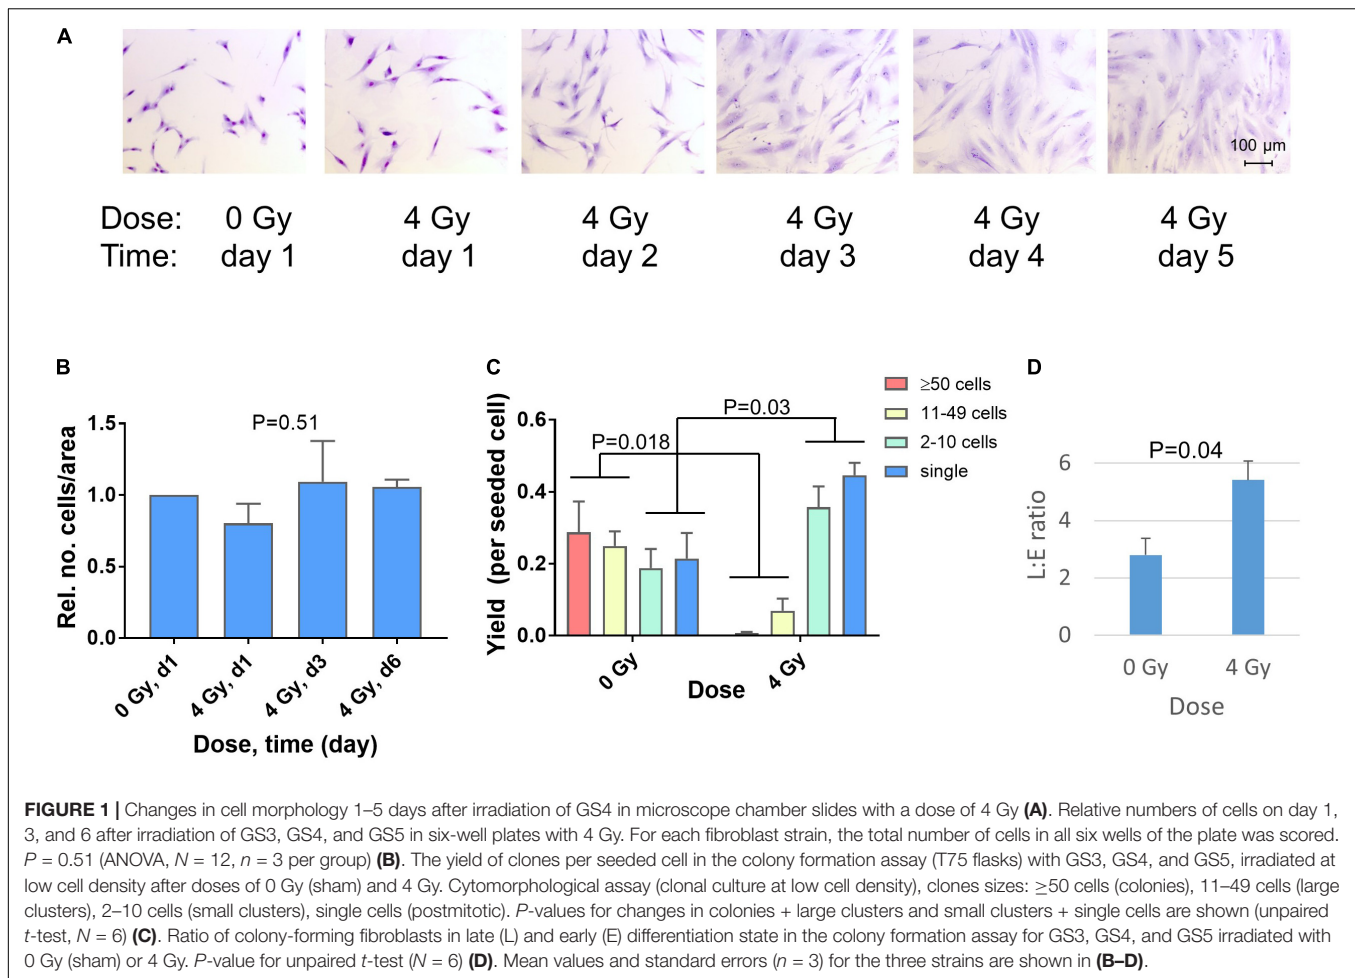 A
100 µm
Dose: 0 Gy 4 Gy 4 Gy 4 Gy 4 Gy 4 Gy
Time: day 1 day 1 day 2 day 3 day 4 day 5
B
Rel. no. cells/area
1.5
1.0
0.5
0.0
P=0.51
0 Gy, d1
4 Gy, d1
4 Gy, d3
4 Gy, d6
Dose, time (day)
C
Yield (per seeded cell)
0.6
0.4
0.2
0.0
P=0.018
P=0.03
≥50 cells
11-49 cells
2-10 cells
single
0 Gy
4 Gy
Dose
D
L:E ratio
P=0.04
6
4
2
0
0 Gy
4 Gy
Dose
FIGURE 1 | Changes in cell morphology 1–5 days after irradiation of GS4 in microscope chamber slides with a dose of 4 Gy (A). Relative numbers of cells on day 1,
3, and 6 after irradiation of GS3, GS4, and GS5 in six-well plates with 4 Gy. For each fibroblast strain, the total number of cells in all six wells of the plate was scored.
P = 0.51 (ANOVA, N = 12, n = 3 per group) (B). The yield of clones per seeded cell in the colony formation assay (T75 flasks) with GS3, GS4, and GS5, irradiated at
low cell density after doses of 0 Gy (sham) and 4 Gy. Cytomorphological assay (clonal culture at low cell density), clones sizes: ≥50 cells (colonies), 11–49 cells (large
clusters), 2–10 cells (small clusters), single cells (postmitotic). P-values for changes in colonies + large clusters and small clusters + single cells are shown (unpaired
t-test, N = 6) (C). Ratio of colony-forming fibroblasts in late (L) and early (E) differentiation state in the colony formation assay for GS3, GS4, and GS5 irradiated with
0 Gy (sham) or 4 Gy. P-value for unpaired t-test (N = 6) (D). Mean values and standard errors (n = 3) for the three strains are shown in (B–D).